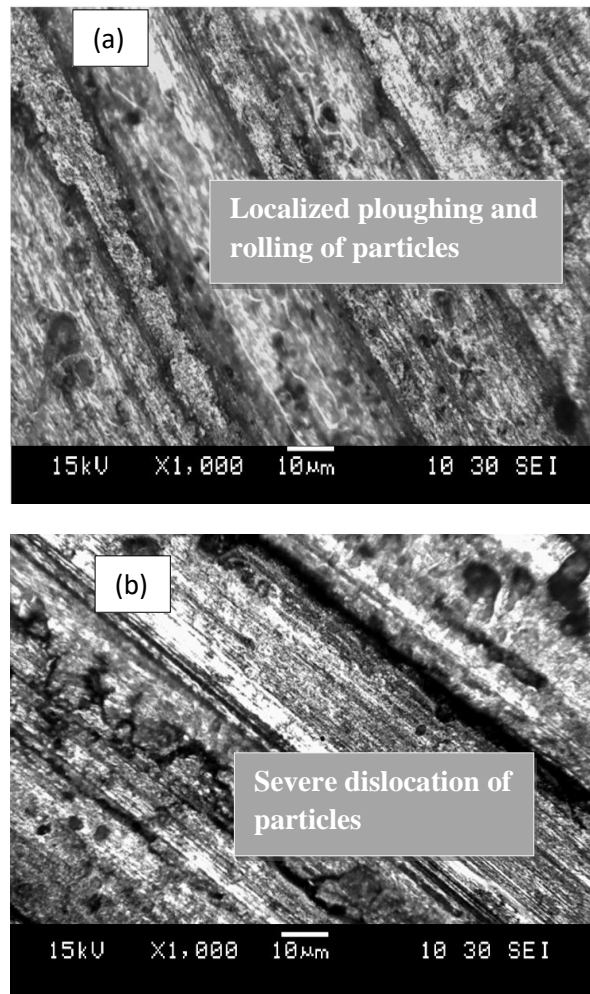 (a)
Localized ploughing and
rolling of particles
15kV X1,000 10μm 10 30 SEI
(b)
Severe dislocation of
particles
15kV X1,000 10μm 10 30 SEI